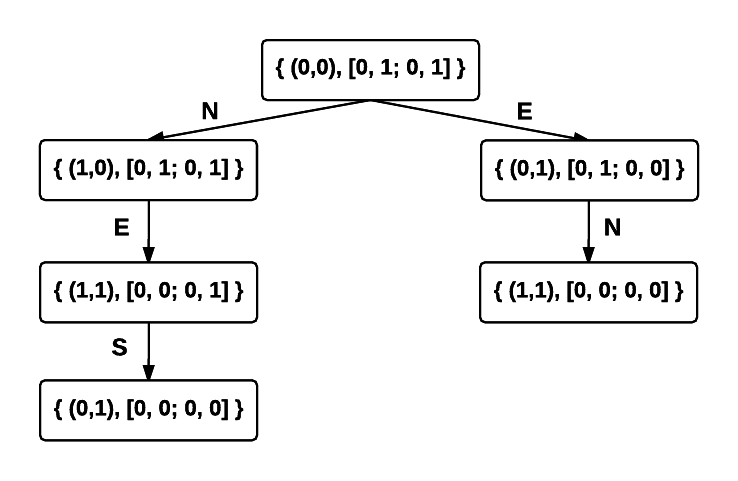 { (0,0), [0, 1; 0, 1] }
N
E
{ (1,0), [0, 1; 0, 1] }
{ (0,1), [0, 1; 0, 0] }
E
N
{ (1,1), [0, 0; 0, 1] }
{ (1,1), [0, 0; 0, 0] }
S
{ (0,1), [0, 0; 0, 0] }